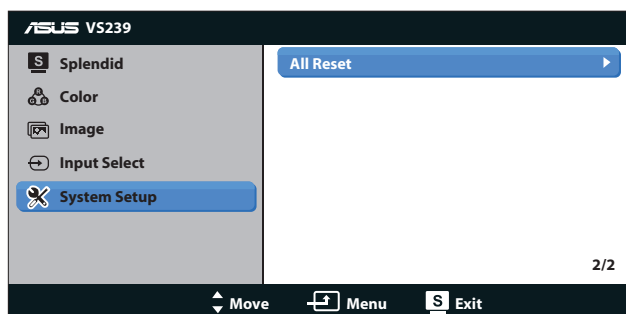 ASUS VS239
S Splendid
Color
Image
Input Select
System Setup
All Reset
2/2
Move Menu S Exit